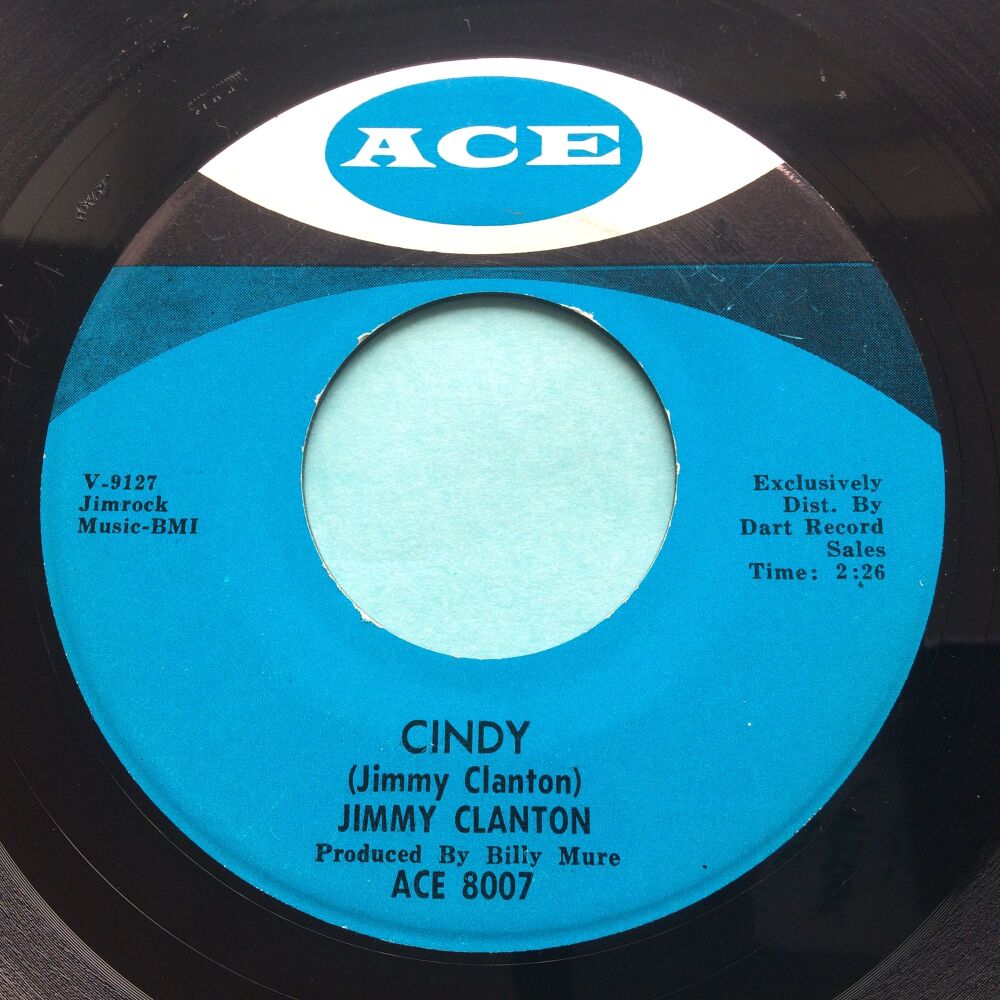 ACE
V-9127
Jimrock
Music-BMI
Exclusively
Dist. By
Dart Record
Sales
Time: 2:26
CINDY
(Jimmy Clanton)
JIMMY CLANTON
Produced By Billy Mure
ACE 8007